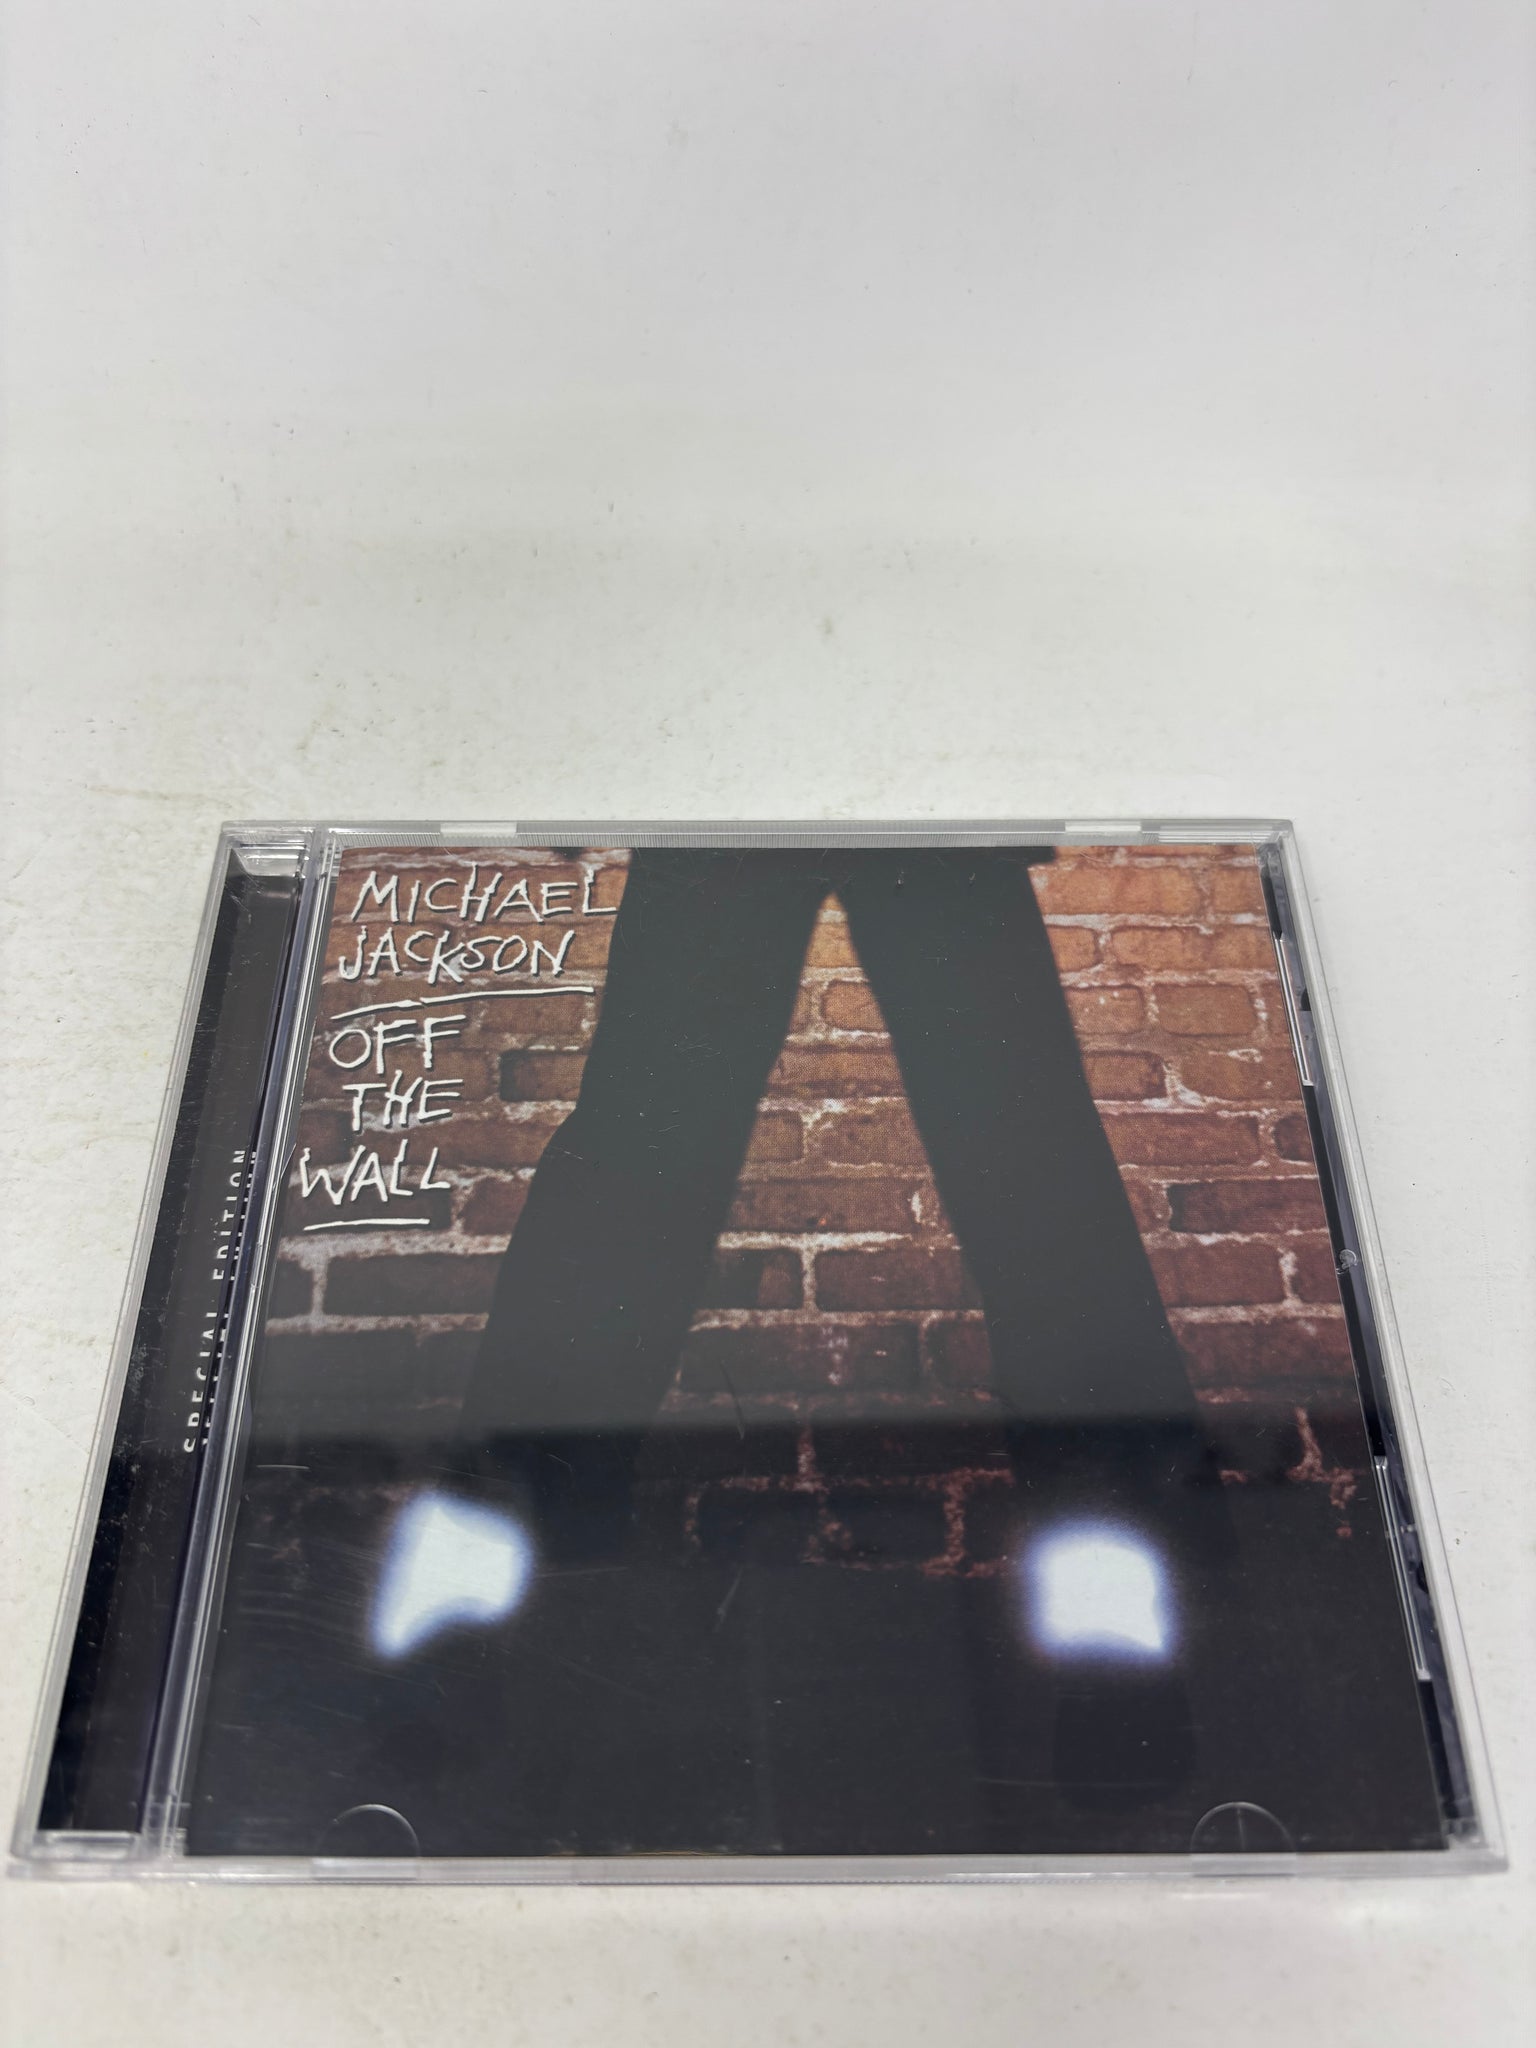 MICHAEL
JACKSON
OFF
THE
WALL
SPECIAL EDITION